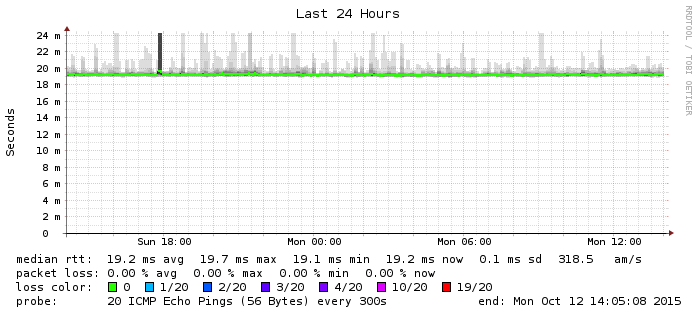 Last 24 Hours
RRDTOOL / TOBI OETIKER
Seconds
24 m
22 m
20 m
18 m
16 m
14 m
12 m
10 m
8 m
6 m
4 m
2 m
0
Sun 18:00 Mon 00:00 Mon 06:00 Mon 12:00
median rtt: 19.2 ms avg 19.7 ms max 19.1 ms min 19.2 ms now 0.1 ms sd 318.5 am/s
packet loss: 0.00 % avg 0.00 % max 0.00 % min 0.00 % now
loss color: 0 1/20 2/20 3/20 4/20 10/20 19/20
probe: 20 ICMP Echo Pings (56 Bytes) every 300s end: Mon Oct 12 14:05:08 2015